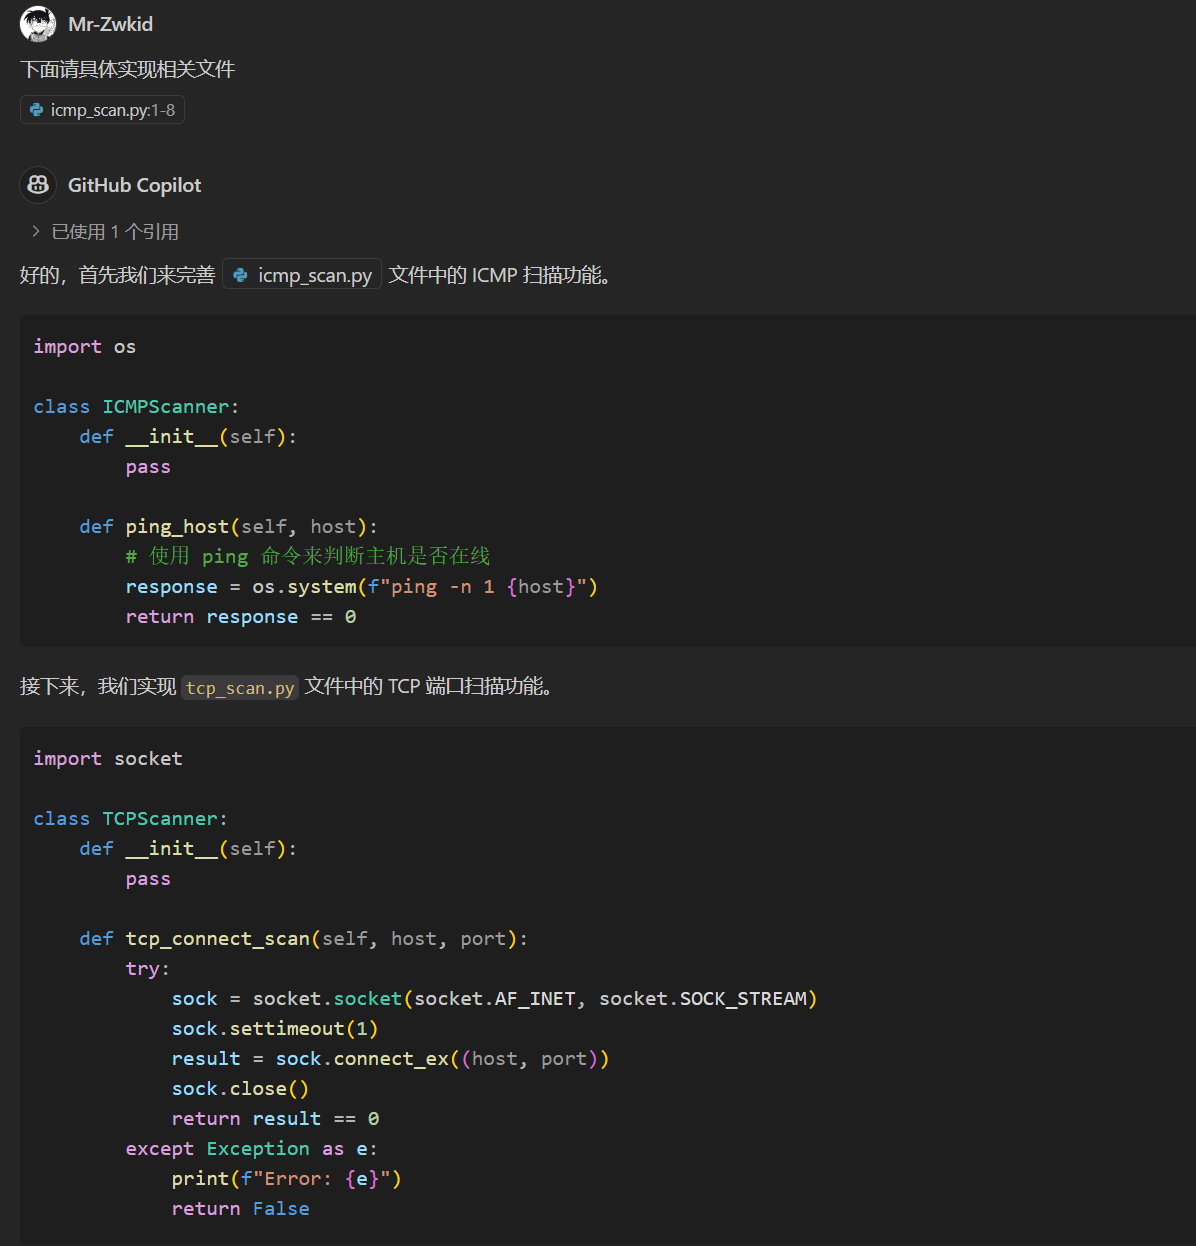 Mr-Zwkid
下面请具体实现相关文件
icmp_scan.py:1-8
GitHub Copilot
已使用 1 个引用
好的，首先我们来完善 icmp_scan.py 文件中的 ICMP 扫描功能。
import os
class ICMPScanner:
    def __init__(self):
        pass
    def ping_host(self, host):
        # 使用 ping 命令来判断主机是否在线
        response = os.system(f"ping -n 1 {host}")
        return response == 0
接下来，我们实现 tcp_scan.py 文件中的 TCP 端口扫描功能。
import socket
class TCPScanner:
    def __init__(self):
        pass
    def tcp_connect_scan(self, host, port):
        try:
            sock = socket.socket(socket.AF_INET, socket.SOCK_STREAM)
            sock.settimeout(1)
            result = sock.connect_ex((host, port))
            sock.close()
            return result == 0
        except Exception as e:
            print(f"Error: {e}")
            return False